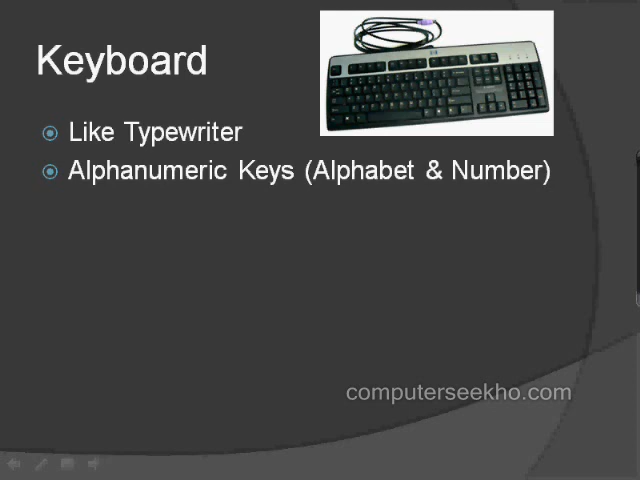 Keyboard
Like Typewriter
Alphanumeric Keys (Alphabet & Number)
computerseekho.com